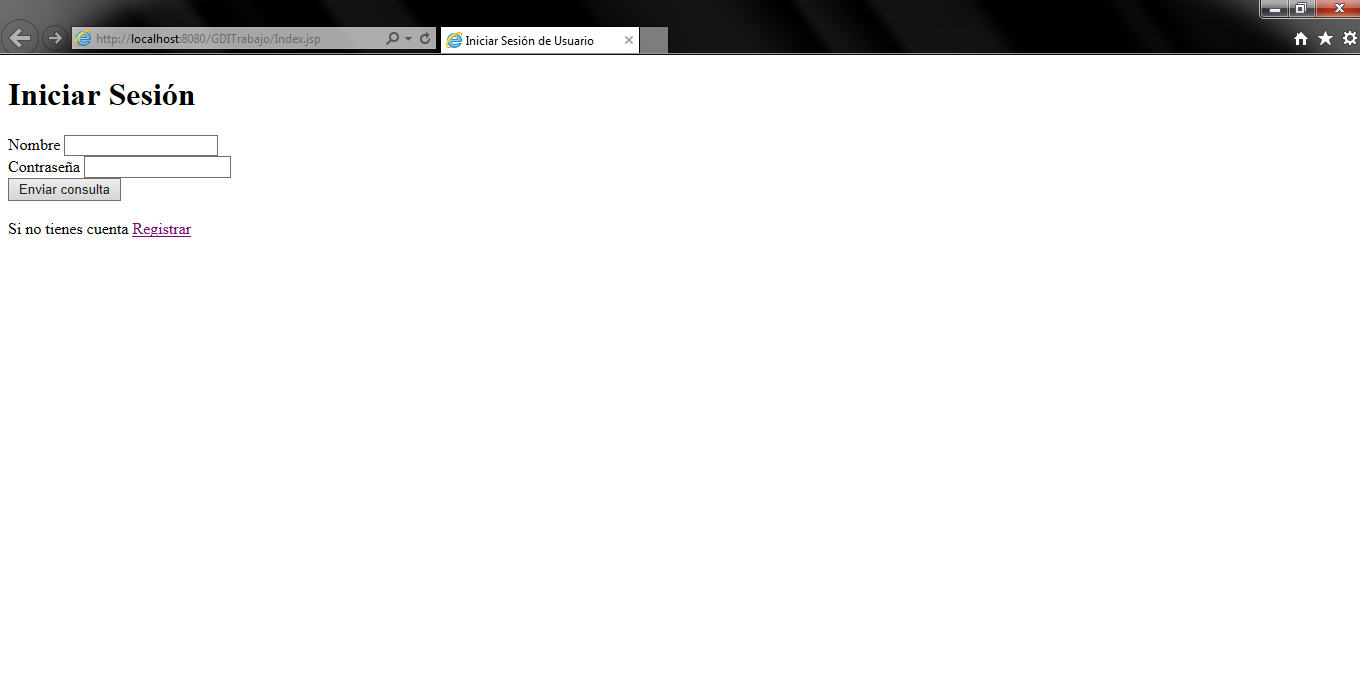 http://localhost:8080/GDITrabajo/Index.jsp
Iniciar Sesión de Usuario
Iniciar Sesión
Nombre
Contraseña
Enviar consulta
Si no tienes cuenta Registrar